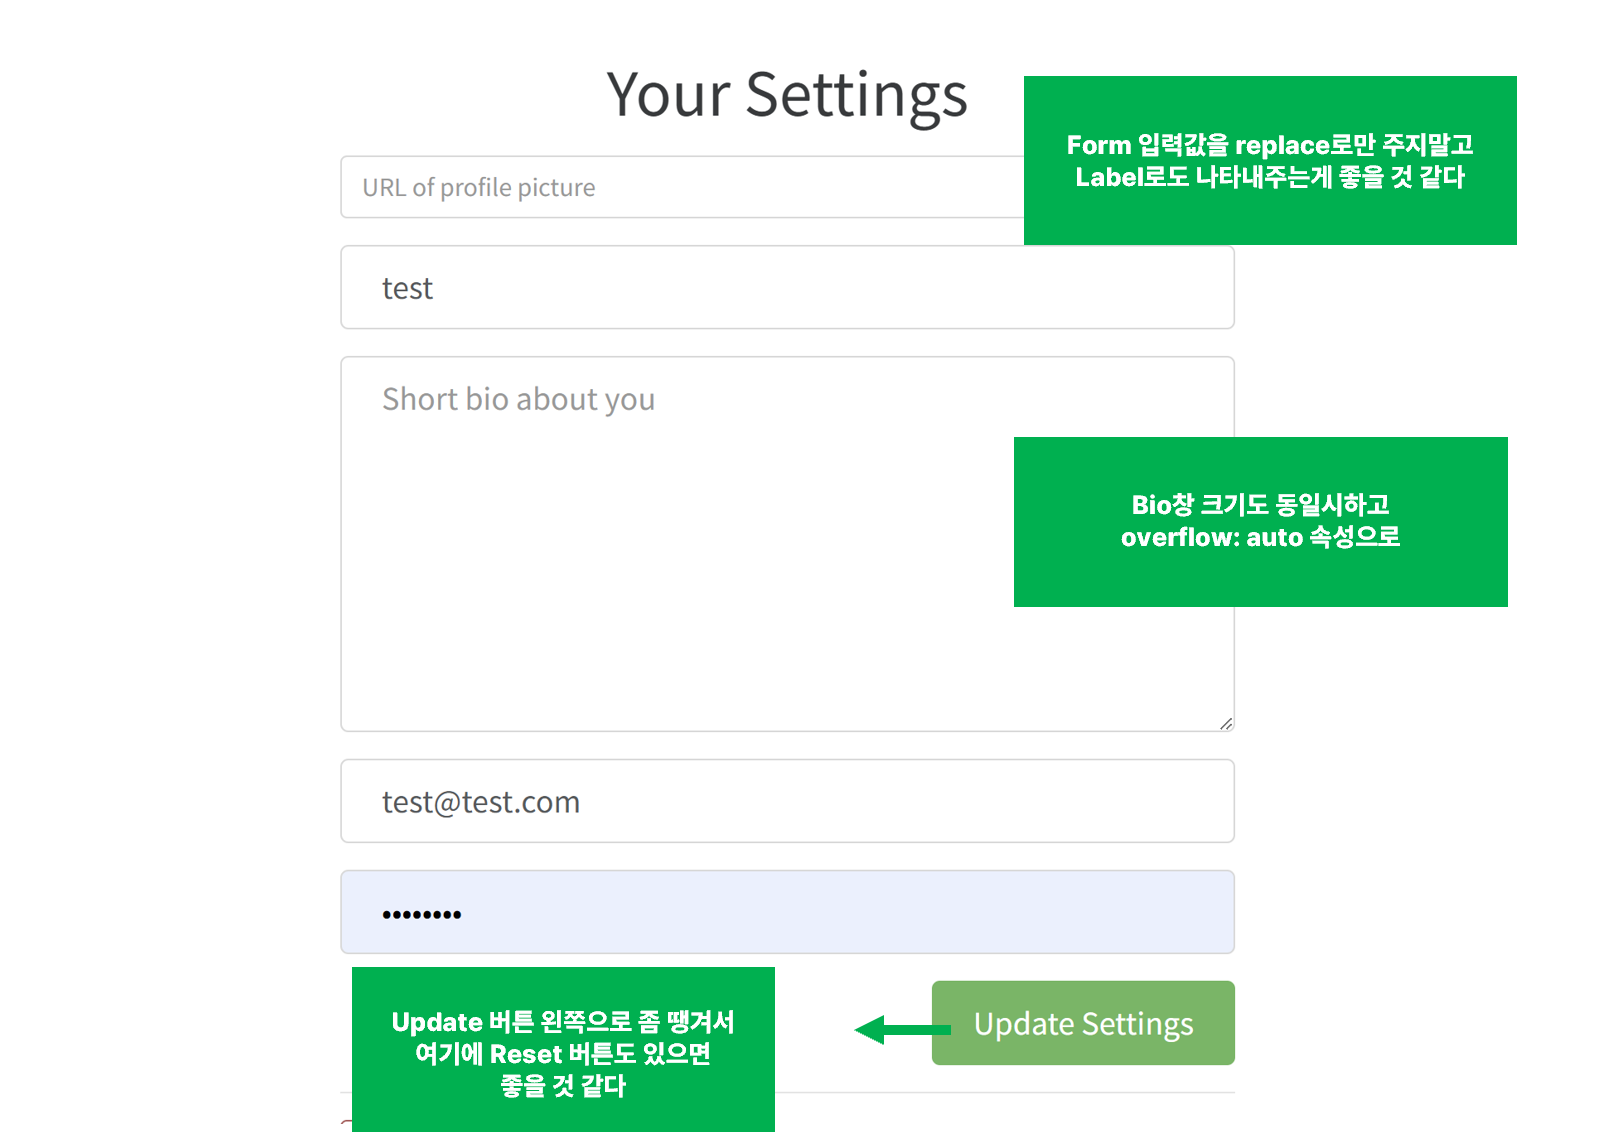 Your Settings
Form 입력값을 replace로만 주지말고
Label로도 나타내주는게 좋을 것 같다
URL of profile picture
test
Short bio about you
Bio창 크기도 동일시하고
overflow: auto 속성으로
test@test.com
••••••••
Update 버튼 왼쪽으로 좀 땡겨서
여기에 Reset 버튼도 있으면
좋을 것 같다
Update Settings